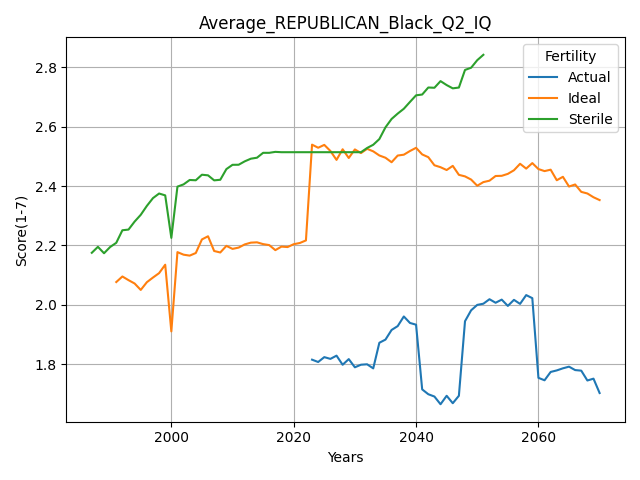 Average_REPUBLICAN_Black_Q2_IQ
Fertility
Actual
Ideal
Sterile
Score(1-7)
2.8
2.6
2.4
2.2
2.0
1.8
2000
2020
2040
2060
Years